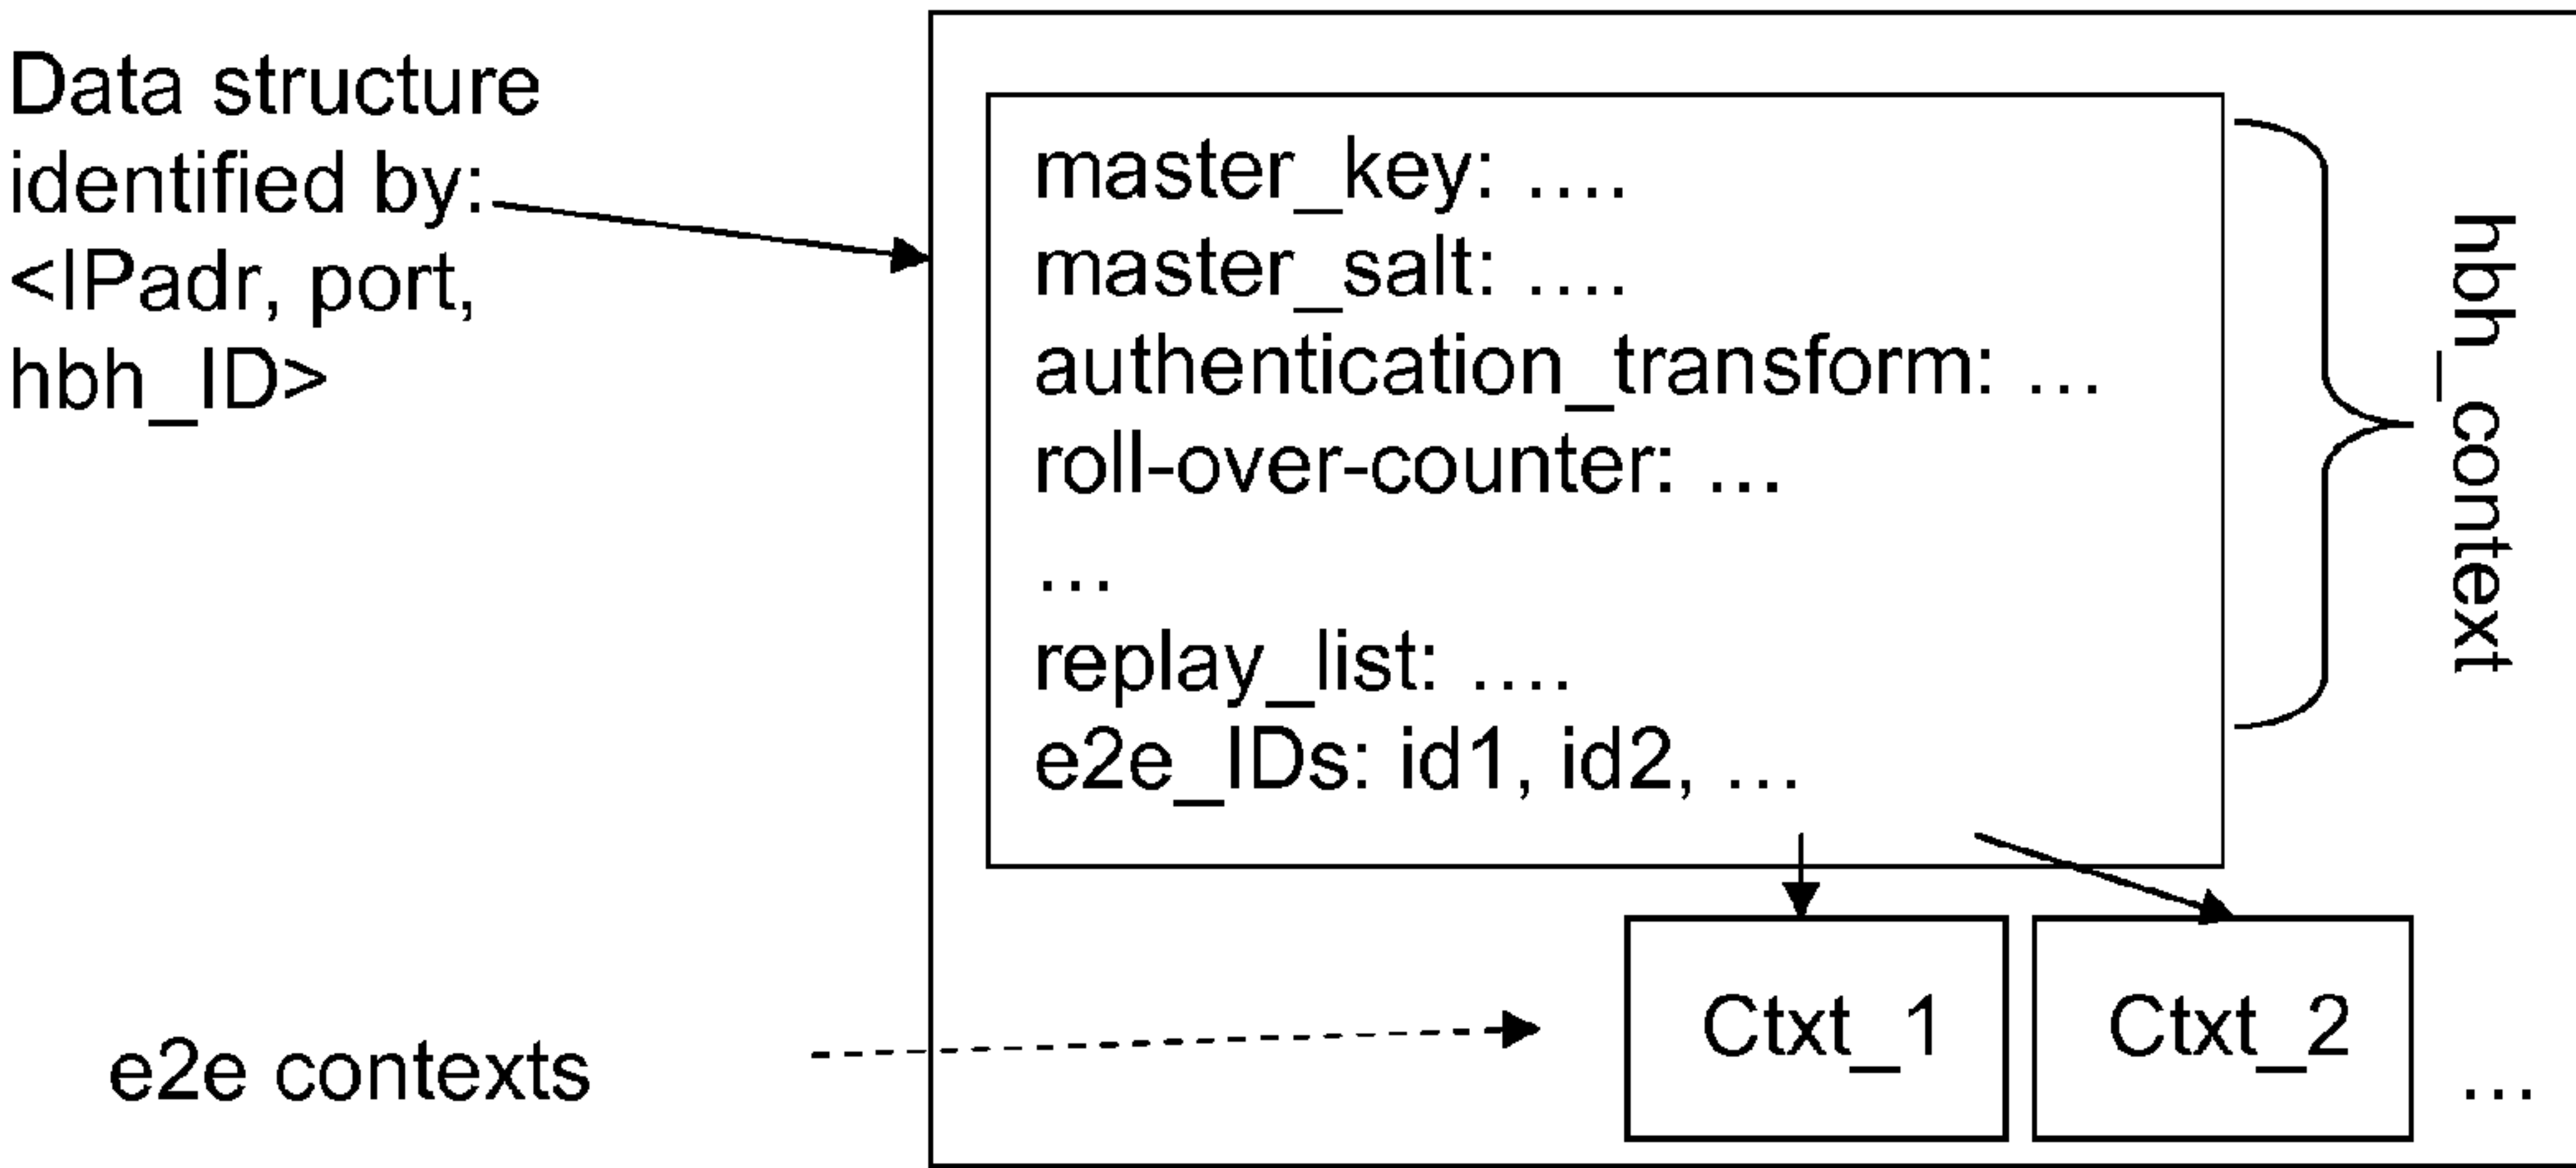 Data structure
identified by:
<IPadr, port,
hbh_ID>
master_key: ....
master_salt: ....
authentication_transform: ...
roll-over-counter: ...
...
replay_list: ....
e2e_IDs: id1, id2, ...
hbh_context
e2e contexts
Ctxt_1
Ctxt_2
...